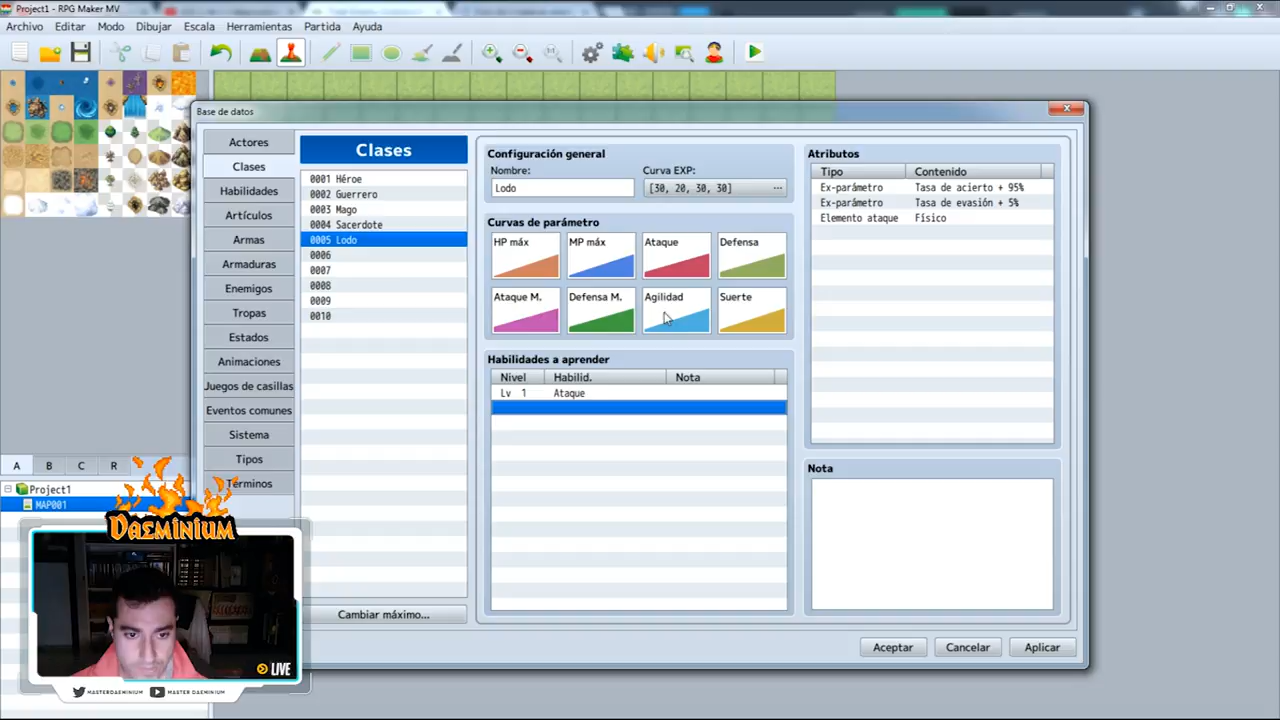 Project1 - RPG Maker MV
Archivo Editar Modo Dibujar Escala Herramientas Partida Ayuda
Base de datos
Actores
Clases
Habilidades
Artículos
Armas
Armaduras
Enemigos
Tropas
Estados
Animaciones
Juegos de casillas
Eventos comunes
Sistema
Tipos
Términos
Clases
0001 Héroe
0002 Guerrero
0003 Mago
0004 Sacerdote
0005 Lodo
0006
0007
0008
0009
0010
Cambiar máximo...
Configuración general
Nombre: Curva EXP:
Lodo [30, 20, 30, 30] ...
Curvas de parámetro
HP máx MP máx Ataque Defensa
Ataque M. Defensa M. Agilidad Suerte
Habilidades a aprender
Nivel Habilid. Nota
Lv 1 Ataque
Atributos
Tipo Contenido
Ex-parámetro Tasa de acierto + 95%
Ex-parámetro Tasa de evasión + 5%
Elemento ataque Físico
Nota
Aceptar Cancelar Aplicar
A B C R
Project1
MAP001
DAEMINIUM
LIVE
MASTERDAEMINIUM MASTER DAEMINIUM